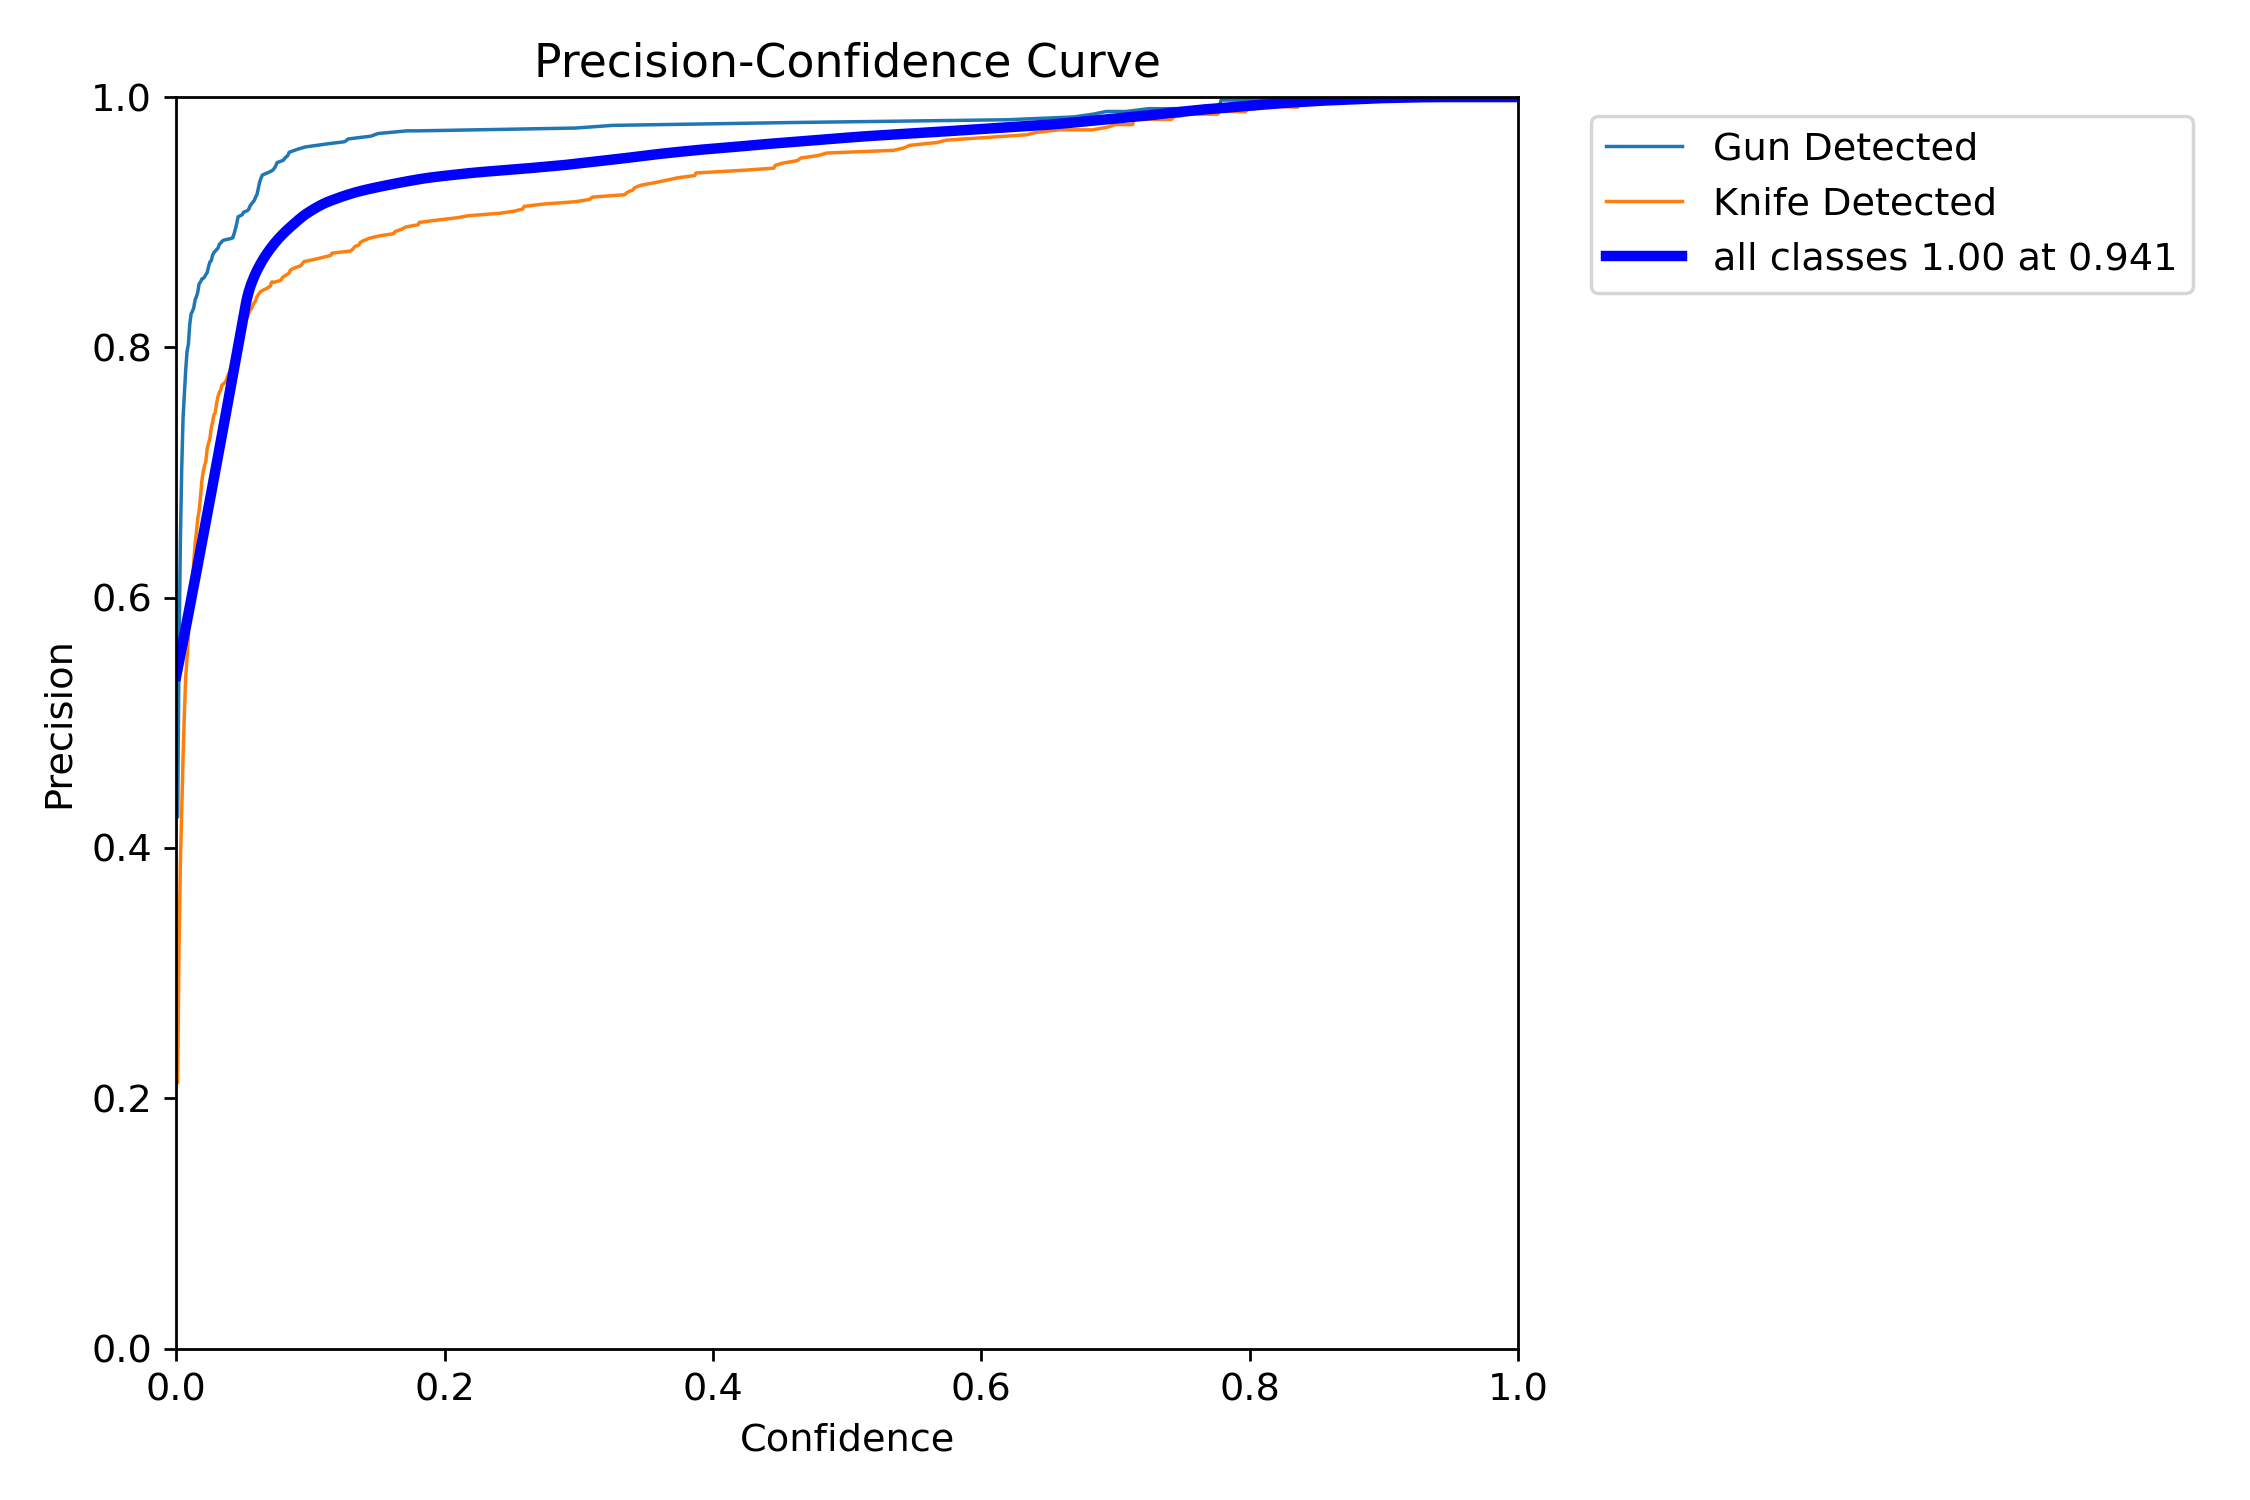 Precision-Confidence Curve
1.0
0.8
0.6
0.4
0.2
0.0
Precision
0.0 0.2 0.4 0.6 0.8 1.0
Confidence
Gun Detected
Knife Detected
all classes 1.00 at 0.941